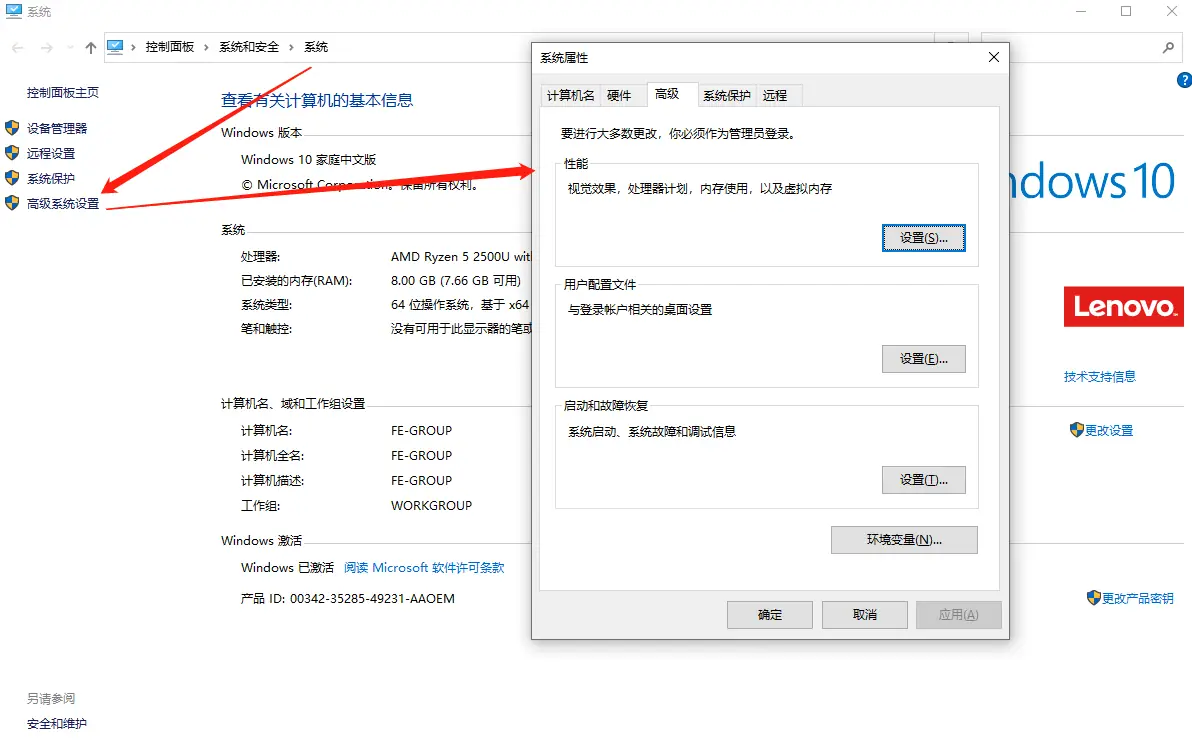 系统
控制面板 › 系统和安全 › 系统
控制面板主页
设备管理器
远程设置
系统保护
高级系统设置
另请参阅
安全和维护
查看有关计算机的基本信息
Windows 版本
Windows 10 家庭中文版
© Microsoft Corporation。保留所有权利。
系统
处理器: AMD Ryzen 5 2500U wit
已安装的内存(RAM): 8.00 GB (7.66 GB 可用)
系统类型: 64 位操作系统，基于 x64
笔和触控: 没有可用于此显示器的笔或
计算机名、域和工作组设置
计算机名: FE-GROUP
计算机全名: FE-GROUP
计算机描述: FE-GROUP
工作组: WORKGROUP
Windows 激活
Windows 已激活 阅读 Microsoft 软件许可条款
产品 ID: 00342-35285-49231-AAOEM
系统属性
计算机名 硬件 高级 系统保护 远程
要进行大多数更改，你必须作为管理员登录。
性能
视觉效果，处理器计划，内存使用，以及虚拟内存
设置(S)...
用户配置文件
与登录帐户相关的桌面设置
设置(E)...
启动和故障恢复
系统启动、系统故障和调试信息
设置(T)...
环境变量(N)...
确定 取消 应用(A)
?
ndows 10
Lenovo
技术支持信息
更改设置
更改产品密钥